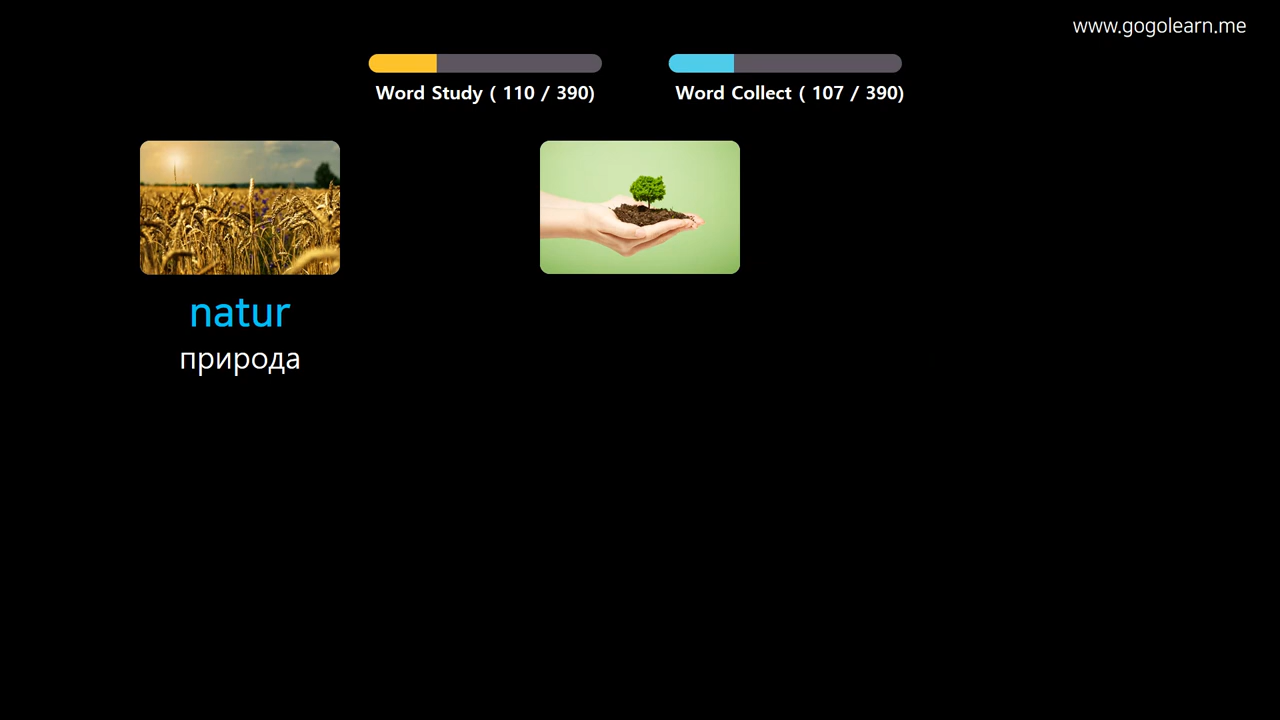 www.gogolearn.me
Word Study ( 110 / 390)
Word Collect ( 107 / 390)
natur
природа